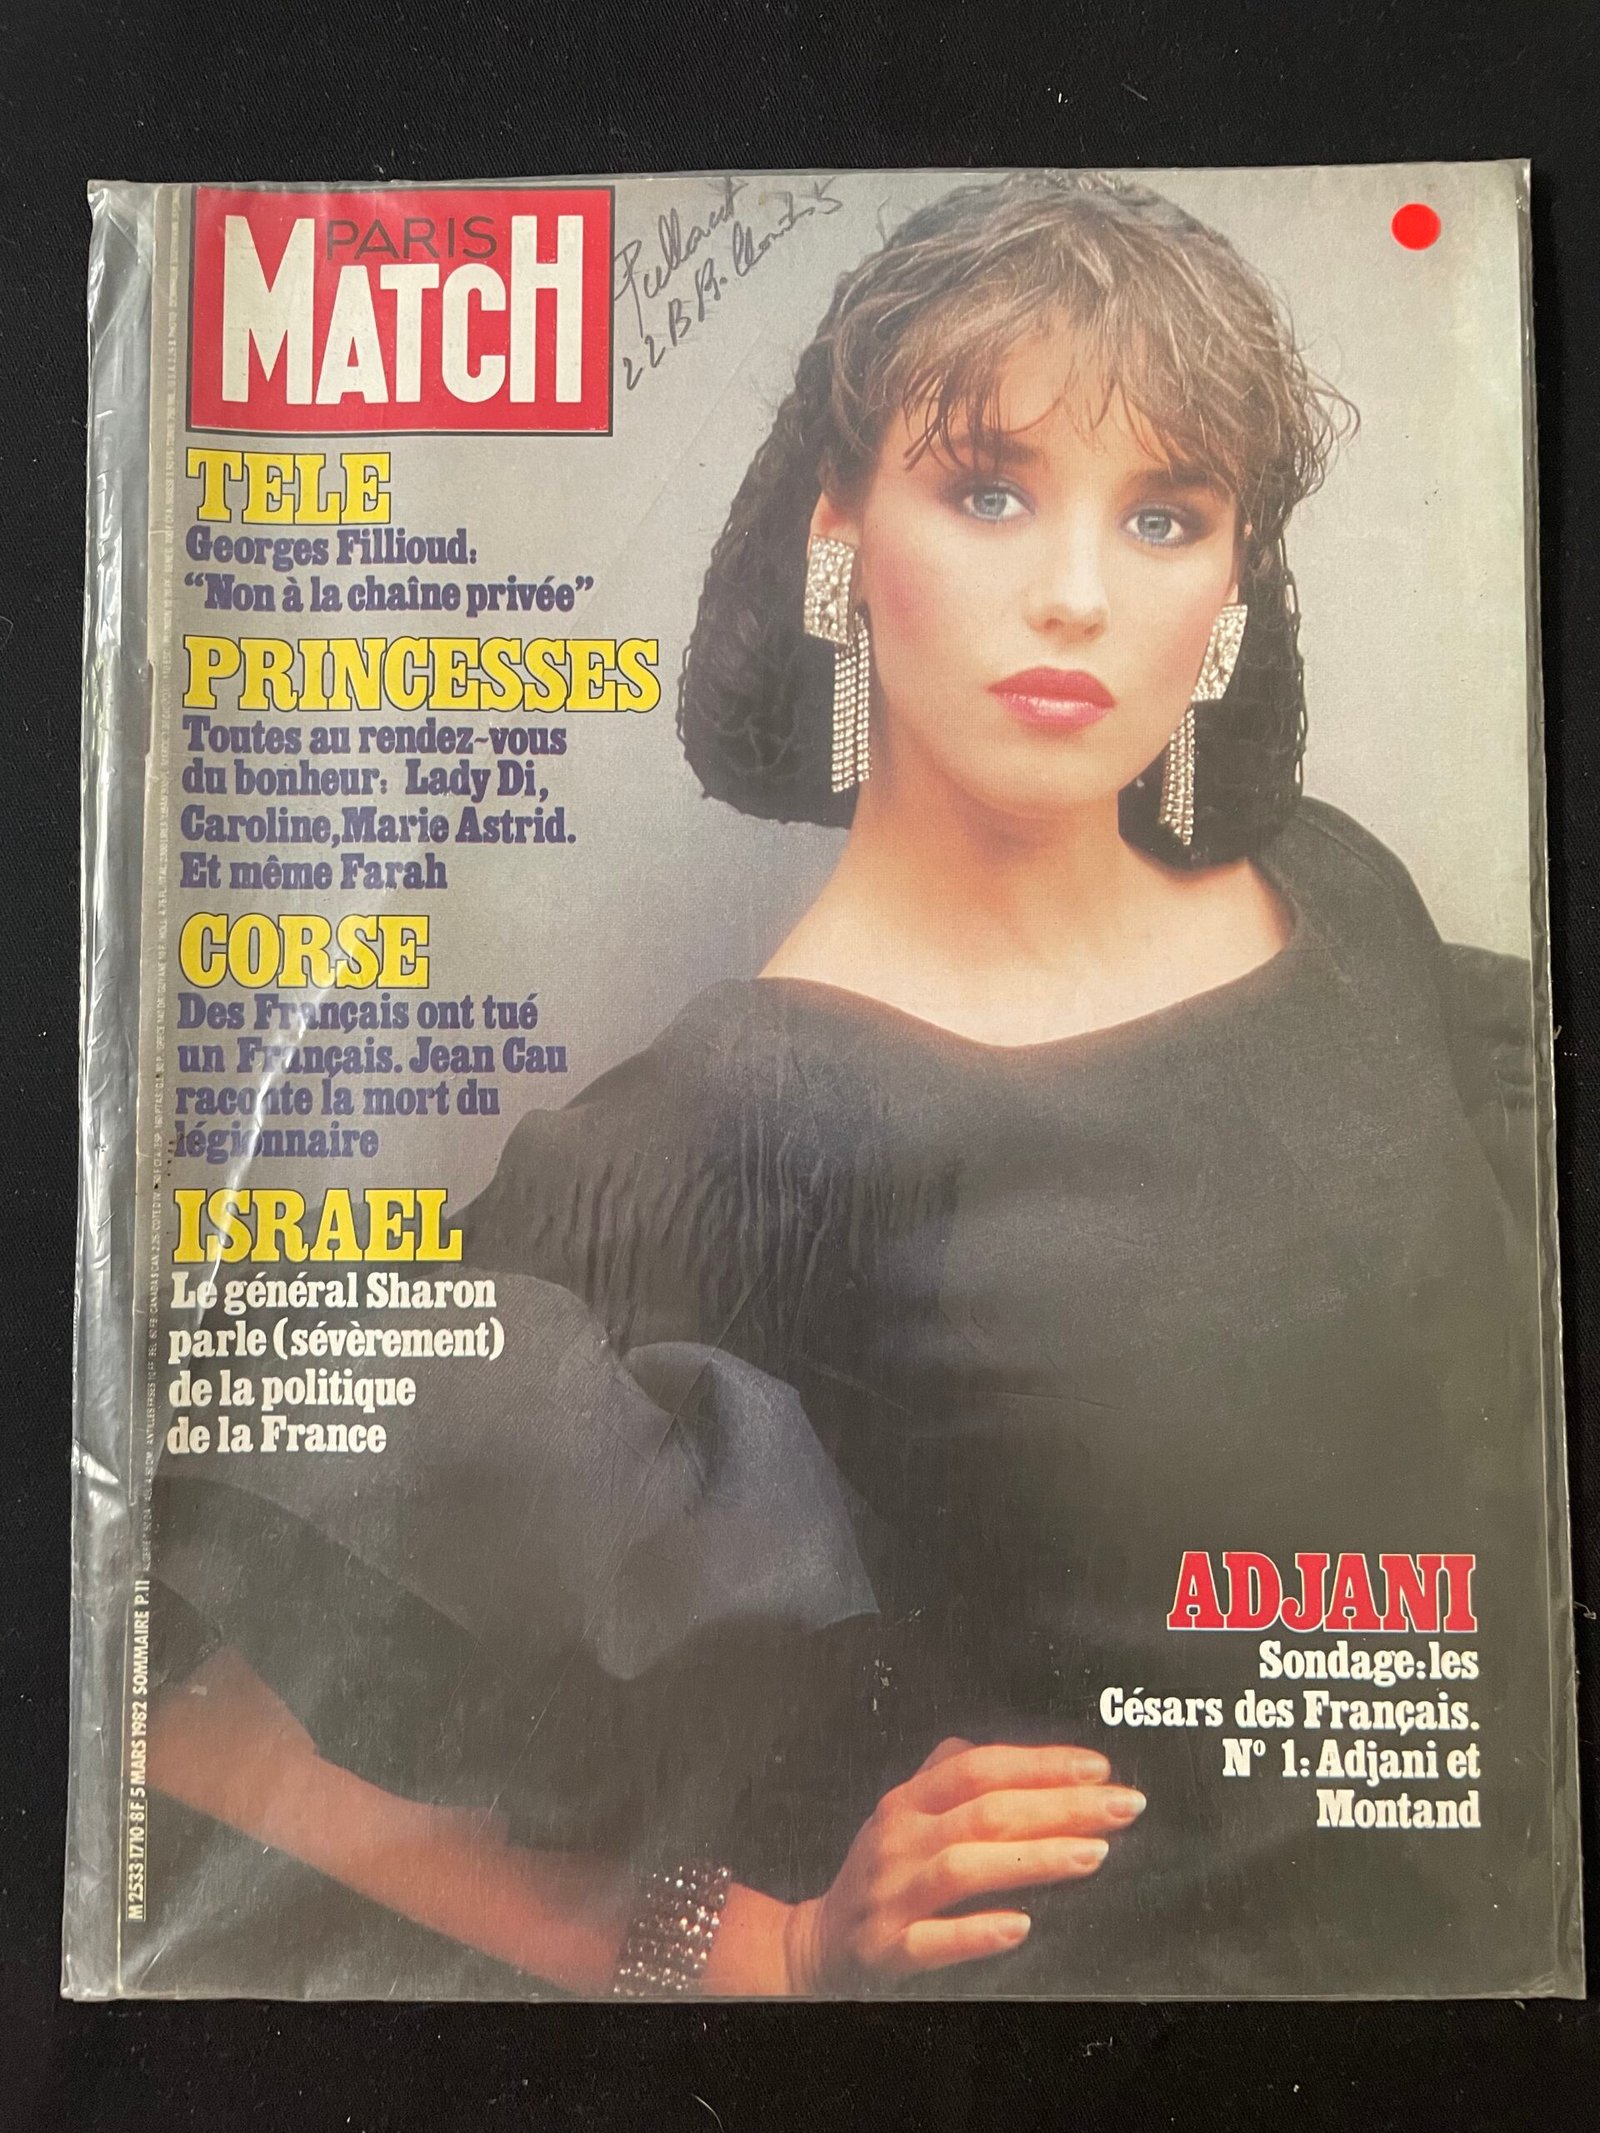 PARIS
MATCH
TELE
Georges Fillioud:
“Non à la chaîne privée”
PRINCESSES
Toutes au rendez-vous
du bonheur: Lady Di,
Caroline, Marie Astrid.
Et même Farah
CORSE
Des Français ont tué
un Français. Jean Cau
raconte la mort du
légionnaire
ISRAEL
Le général Sharon
parle (sévèrement)
de la politique
de la France
ADJANI
Sondage: les
Césars des Français.
Nº 1: Adjani et
Montand
M 2533-1710-8 F 5 MARS 1982 SOMMAIRE P.11